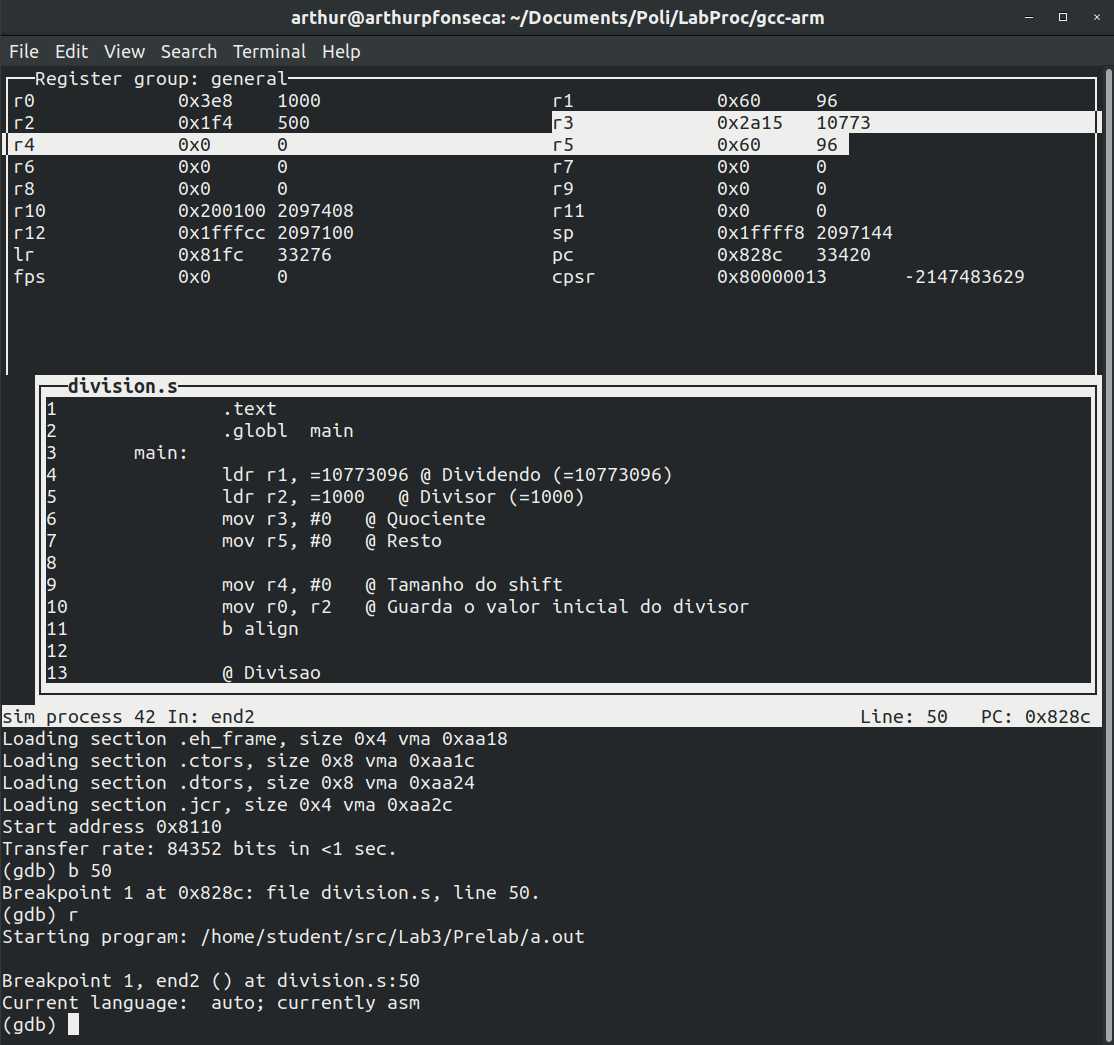 arthur@arthurpfonseca: ~/Documents/Poli/LabProc/gcc-arm
File Edit View Search Terminal Help
Register group: general
r0 0x3e8 1000 r1 0x60 96
r2 0x1f4 500 r3 0x2a15 10773
r4 0x0 0 r5 0x60 96
r6 0x0 0 r7 0x0 0
r8 0x0 0 r9 0x0 0
r10 0x200100 2097408 r11 0x0 0
r12 0x1fffcc 2097100 sp 0x1ffff8 2097144
lr 0x81fc 33276 pc 0x828c 33420
fps 0x0 0 cpsr 0x80000013 -2147483629
division.s
1 .text
2 .globl main
3 main:
4 ldr r1, =10773096 @ Dividendo (=10773096)
5 ldr r2, =1000 @ Divisor (=1000)
6 mov r3, #0 @ Quociente
7 mov r5, #0 @ Resto
8
9 mov r4, #0 @ Tamanho do shift
10 mov r0, r2 @ Guarda o valor inicial do divisor
11 b align
12
13 @ Divisao
sim process 42 In: end2 Line: 50 PC: 0x828c
Loading section .eh_frame, size 0x4 vma 0xaa18
Loading section .ctors, size 0x8 vma 0xaa1c
Loading section .dtors, size 0x8 vma 0xaa24
Loading section .jcr, size 0x4 vma 0xaa2c
Start address 0x8110
Transfer rate: 84352 bits in <1 sec.
(gdb) b 50
Breakpoint 1 at 0x828c: file division.s, line 50.
(gdb) r
Starting program: /home/student/src/Lab3/Prelab/a.out
Breakpoint 1, end2 () at division.s:50
Current language: auto; currently asm
(gdb)